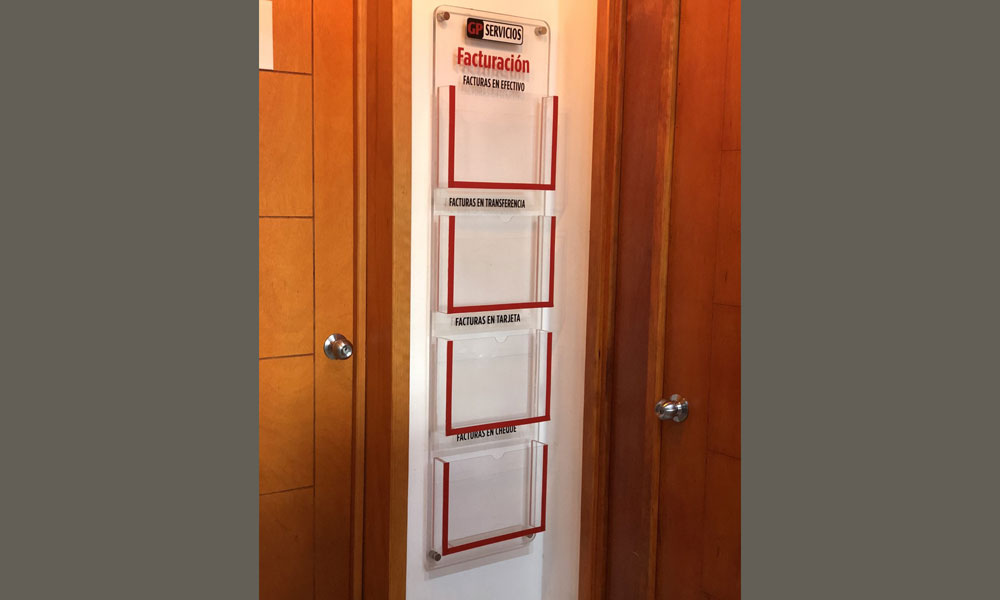 GP SERVICIOS
Facturación
FACTURAS EN EFECTIVO
FACTURAS EN TRANSFERENCIA
FACTURAS EN TARJETA
FACTURAS EN CHEQUE